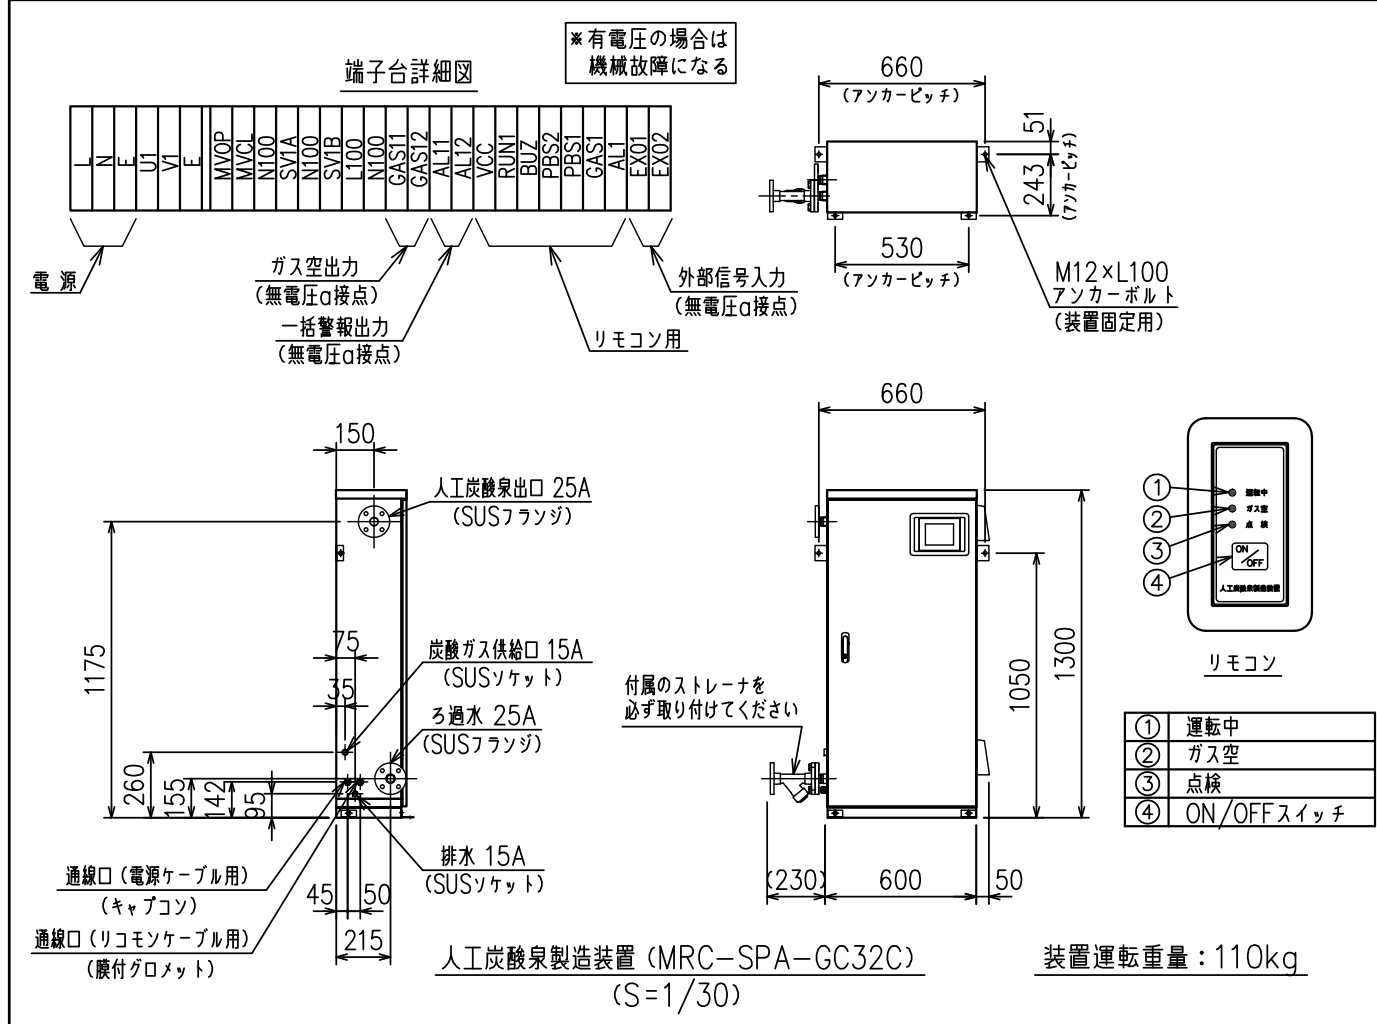 端子台詳細図
※有電圧の場合は
機械故障になる
L
N
E
U1
V1
E
MVOP
MVCL
N100
SV1A
N100
SV1B
L100
N100
GAS11
GAS12
AL11
AL12
VCC
RUN1
BUZ
PBS2
PBS1
GAS1
AL1
EXO1
EXO2
電源
ガス空出力
(無電圧a接点)
一括警報出力
(無電圧a接点)
リモコン用
外部信号入力
(無電圧a接点)
660
(アンカーピッチ)
51
243
(アンカーピッチ)
530
(アンカーピッチ)
M12×L100
アンカーボルト
(装置固定用)
150
人工炭酸泉出口 25A
(SUSフランジ)
1175
75
35
炭酸ガス供給口 15A
(SUSソケット)
ろ過水 25A
(SUSフランジ)
260
155
142
95
排水 15A
(SUSソケット)
通線口(電源ケーブル用)
(キャプコン)
通線口(リコモンケーブル用)
(膜付グロメット)
45
50
215
660
1050
1300
付属のストレーナを
必ず取り付けてください
(230)
600
50
①
②
③
④
運転中
ガス空
点検
ON/OFF
人工炭酸泉製造装置
リモコン
① 運転中
② ガス空
③ 点検
④ ON/OFFスイッチ
人工炭酸泉製造装置(MRC-SPA-GC32C)
(S=1/30)
装置運転重量:110kg